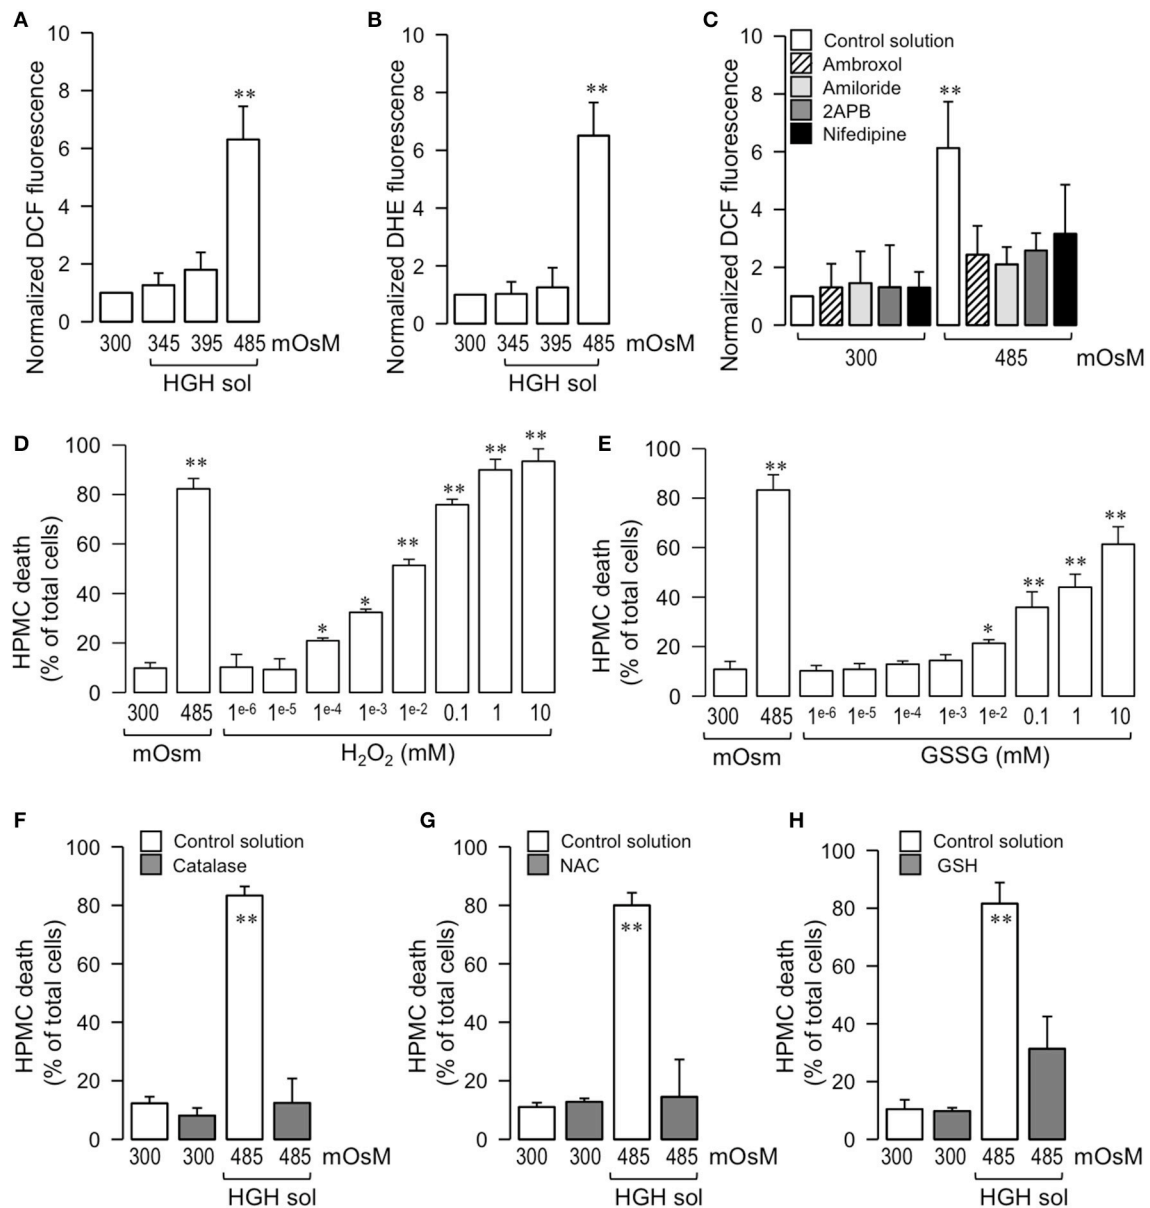 A
Normalized DCF fluorescence
10
8
6
4
2
0
**
300 345 395 485 mOsM
HGH sol
B
Normalized DHE fluorescence
10
8
6
4
2
0
**
300 345 395 485 mOsM
HGH sol
C
Normalized DCF fluorescence
10
8
6
4
2
0
Control solution
Ambroxol
Amiloride
2APB
Nifedipine
**
300 485 mOsM
D
HPMC death
(% of total cells)
100
80
60
40
20
0
** * * ** ** ** **
300 485 1e-6 1e-5 1e-4 1e-3 1e-2 0.1 1 10
mOsm H2O2 (mM)
E
HPMC death
(% of total cells)
100
80
60
40
20
0
** * ** ** **
300 485 1e-6 1e-5 1e-4 1e-3 1e-2 0.1 1 10
mOsm GSSG (mM)
F
HPMC death
(% of total cells)
100
80
60
40
20
0
Control solution
Catalase
**
300 300 485 485 mOsM
HGH sol
G
HPMC death
(% of total cells)
100
80
60
40
20
0
Control solution
NAC
**
300 300 485 485 mOsM
HGH sol
H
HPMC death
(% of total cells)
100
80
60
40
20
0
Control solution
GSH
**
300 300 485 485 mOsM
HGH sol